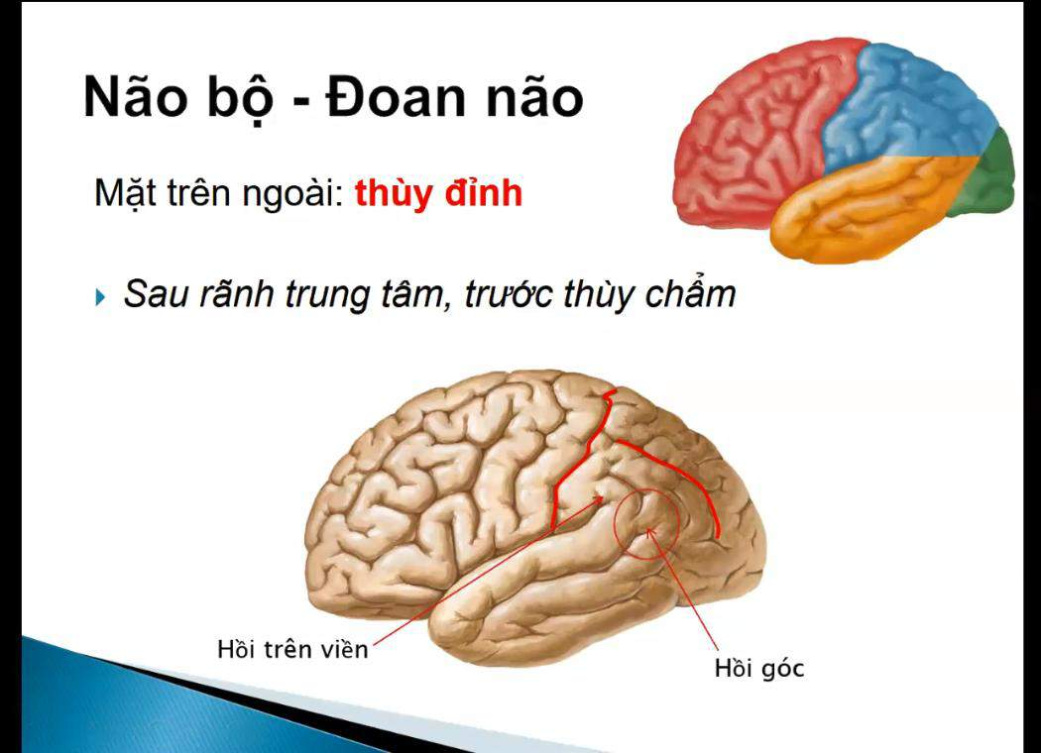 Não bộ - Đoan não
Mặt trên ngoài: thùy đỉnh
Sau rãnh trung tâm, trước thùy chẩm
Hồi trên viền
Hồi góc